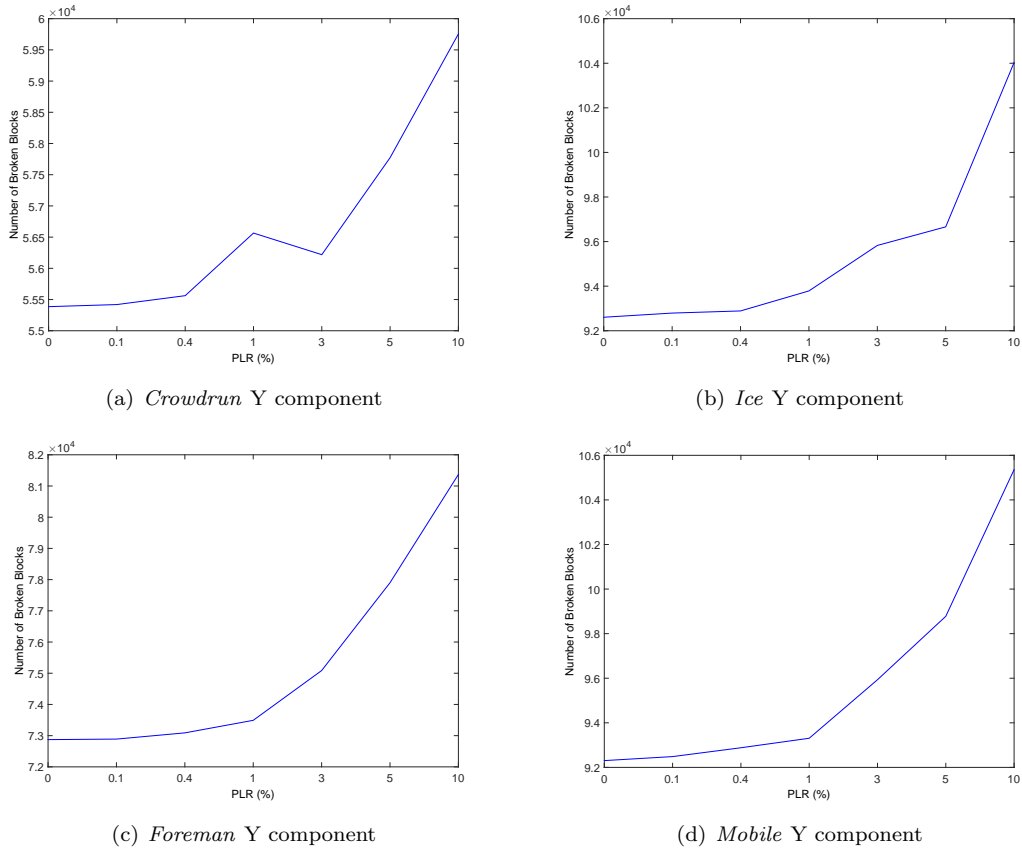 ×10⁴
6
5.95
5.9
5.85
5.8
5.75
5.7
5.65
5.6
5.55
5.5
Number of Broken Blocks
0 0.1 0.4 1 3 5 10
PLR (%)
(a) Crowdrun Y component
×10⁴
10.6
10.4
10.2
10
9.8
9.6
9.4
9.2
Number of Broken Blocks
0 0.1 0.4 1 3 5 10
PLR (%)
(b) Ice Y component
×10⁴
8.2
8.1
8
7.9
7.8
7.7
7.6
7.5
7.4
7.3
7.2
Number of Broken Blocks
0 0.1 0.4 1 3 5 10
PLR (%)
(c) Foreman Y component
×10⁴
10.6
10.4
10.2
10
9.8
9.6
9.4
9.2
Number of Broken Blocks
0 0.1 0.4 1 3 5 10
PLR (%)
(d) Mobile Y component